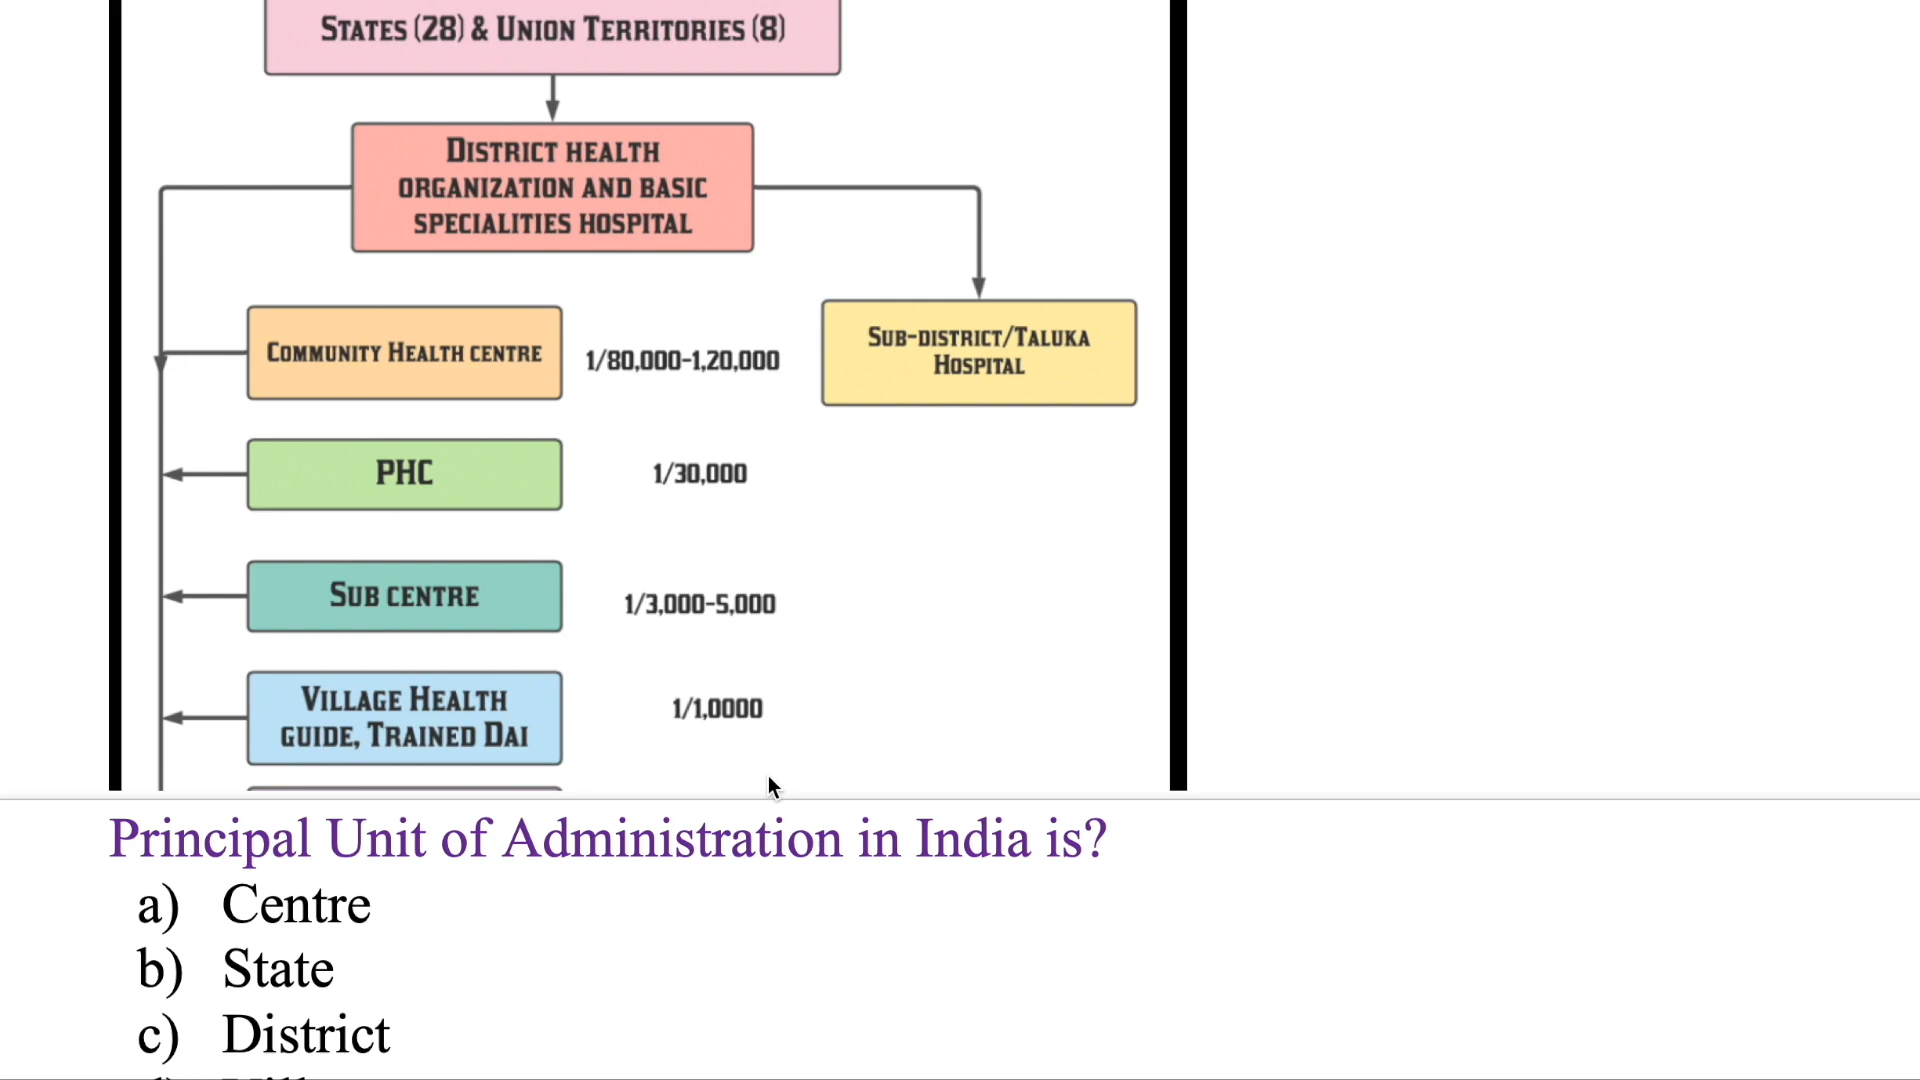 STATES (28) & UNION TERRITORIES (8)
DISTRICT HEALTH
ORGANIZATION AND BASIC
SPECIALITIES HOSPITAL
COMMUNITY HEALTH CENTRE
1/80,000-1,20,000
SUB-DISTRICT/TALUKA
HOSPITAL
PHC
1/30,000
SUB CENTRE
1/3,000-5,000
VILLAGE HEALTH
GUIDE, TRAINED DAI
1/1,0000
Principal Unit of Administration in India is?
a) Centre
b) State
c) District